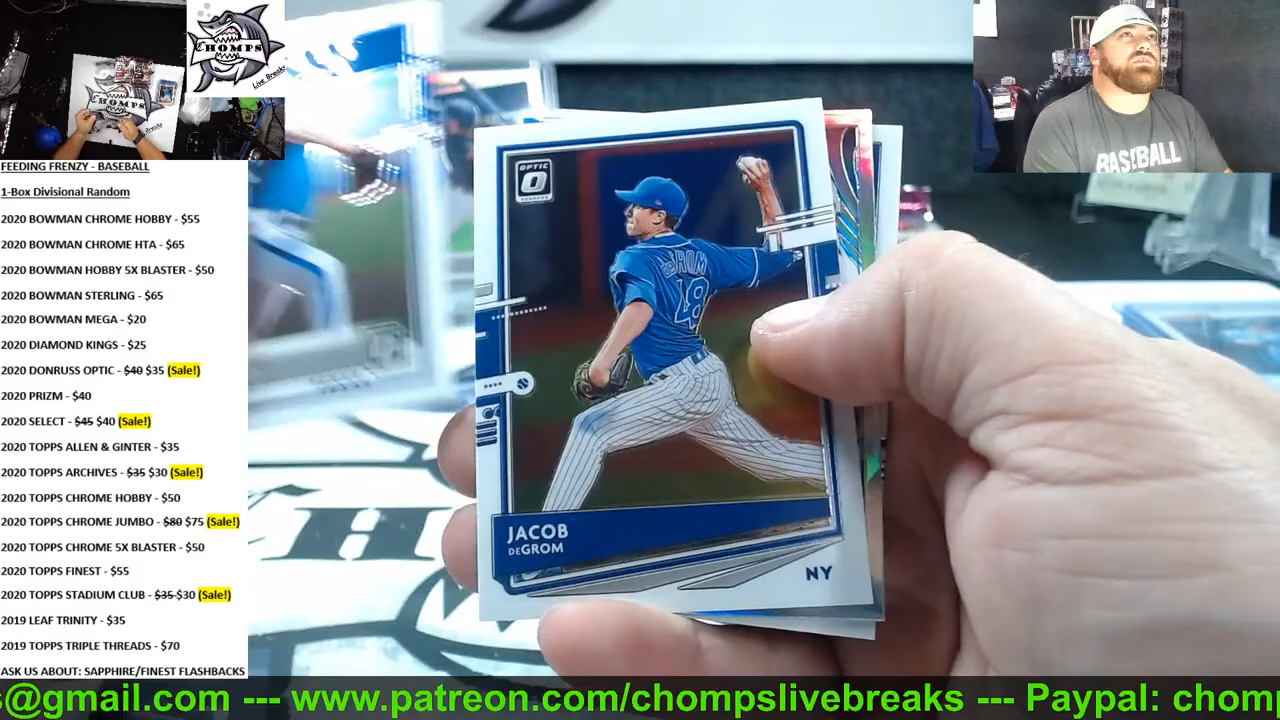 CHOMPS
Live Breaks
CHOMPS
Breaks
BASEBALL
FEEDING FRENZY - BASEBALL
1-Box Divisional Random
2020 BOWMAN CHROME HOBBY - $55
2020 BOWMAN CHROME HTA - $65
2020 BOWMAN HOBBY 5X BLASTER - $50
2020 BOWMAN STERLING - $65
2020 BOWMAN MEGA - $20
2020 DIAMOND KINGS - $25
2020 DONRUSS OPTIC - $40 $35 (Sale!)
2020 PRIZM - $40
2020 SELECT - $45 $40 (Sale!)
2020 TOPPS ALLEN & GINTER - $35
2020 TOPPS ARCHIVES - $35 $30 (Sale!)
2020 TOPPS CHROME HOBBY - $50
2020 TOPPS CHROME JUMBO - $80 $75 (Sale!)
2020 TOPPS CHROME 5X BLASTER - $50
2020 TOPPS FINEST - $55
2020 TOPPS STADIUM CLUB - $35 $30 (Sale!)
2019 LEAF TRINITY - $35
2019 TOPPS TRIPLE THREADS - $70
ASK US ABOUT: SAPPHIRE/FINEST FLASHBACKS
OPTIC
DONRUSS
deGROM
48
JACOB
DEGROM
NY
s@gmail.com --- www.patreon.com/chompslivebreaks --- Paypal: chomp